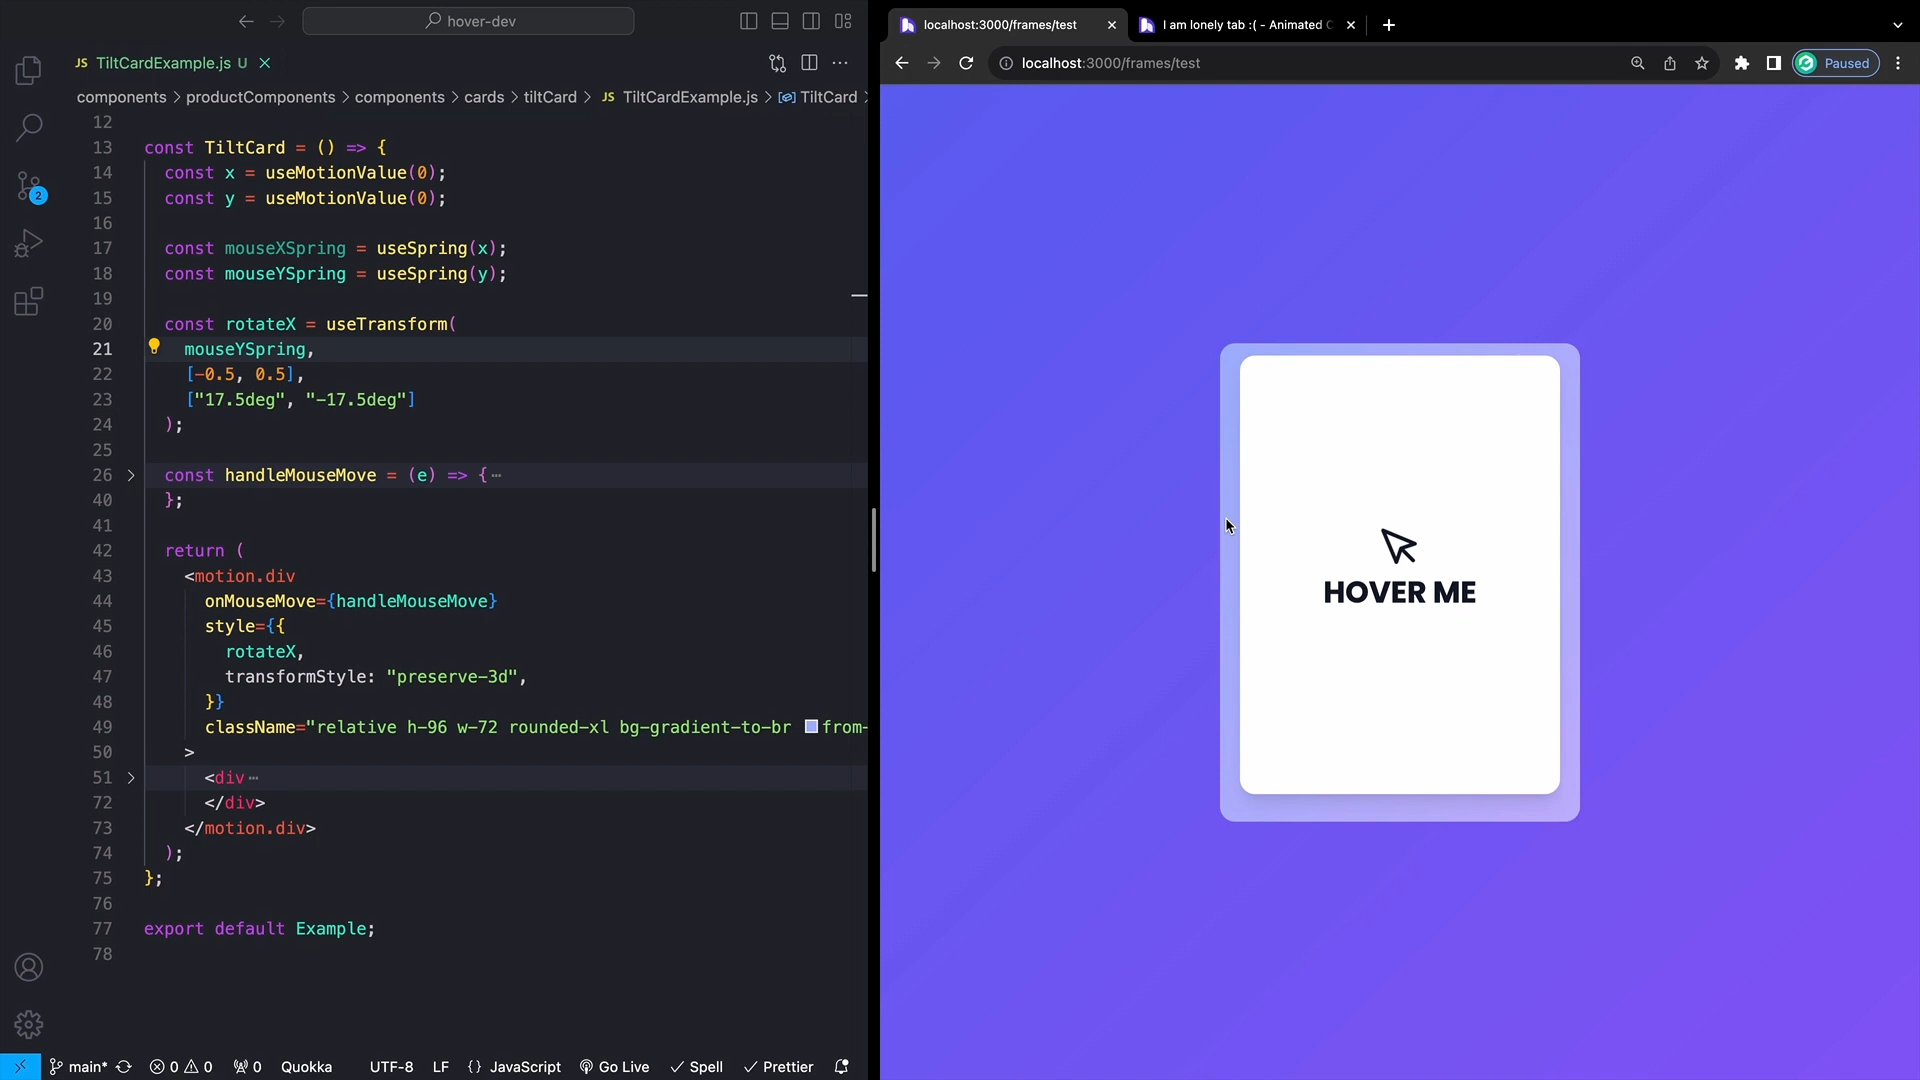 hover-dev
JS TiltCardExample.js U
components > productComponents > components > cards > tiltCard > JS TiltCardExample.js > TiltCard >
12
13 const TiltCard = () => {
14 const x = useMotionValue(0);
15 const y = useMotionValue(0);
16
17 const mouseXSpring = useSpring(x);
18 const mouseYSpring = useSpring(y);
19
20 const rotateX = useTransform(
21 mouseYSpring,
22 [-0.5, 0.5],
23 ["17.5deg", "-17.5deg"]
24 );
25
26 const handleMouseMove = (e) => {⋯
40 };
41
42 return (
43 <motion.div
44 onMouseMove={handleMouseMove}
45 style={{
46 rotateX,
47 transformStyle: "preserve-3d",
48 }}
49 className="relative h-96 w-72 rounded-xl bg-gradient-to-br from-
50 >
51 <div⋯
72 </div>
73 </motion.div>
74 );
75 };
76
77 export default Example;
78
2
main* 0 0 0 Quokka UTF-8 LF {} JavaScript Go Live ✓ Spell ✓ Prettier
localhost:3000/frames/test
I am lonely tab :( - Animated
localhost:3000/frames/test
Paused
HOVER ME